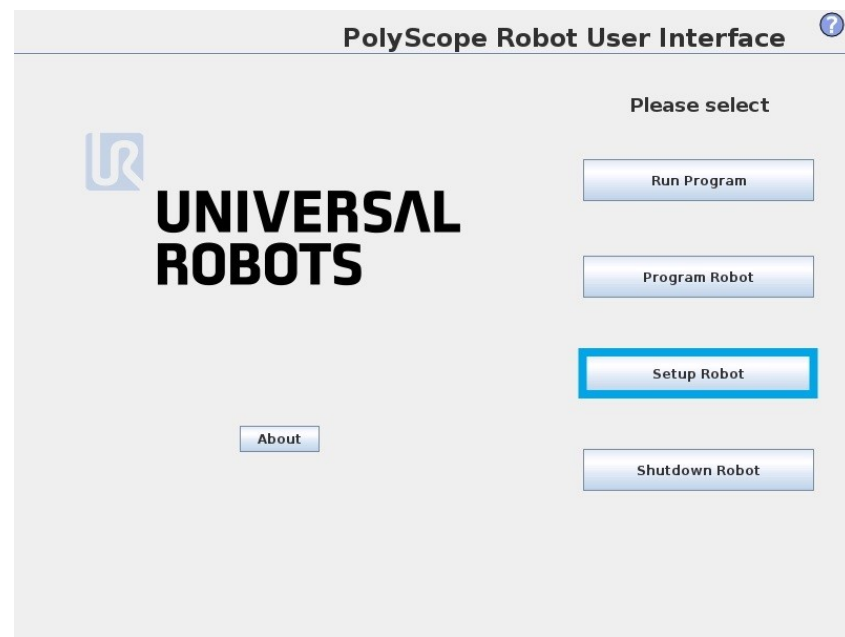 PolyScope Robot User Interface
?
Please select
UR
UNIVERSAL
ROBOTS
Run Program
Program Robot
Setup Robot
About
Shutdown Robot